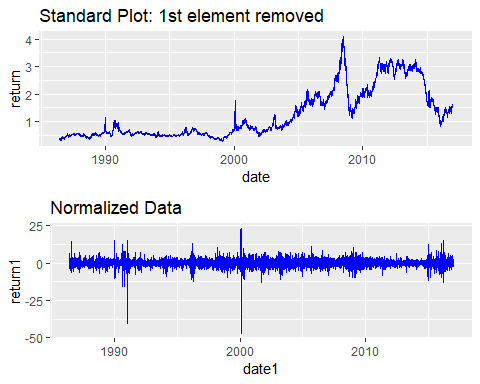 Standard Plot: 1st element removed
4
3
2
1
return
1990 2000 2010
date
Normalized Data
25
0
-25
-50
return1
1990 2000 2010
date1